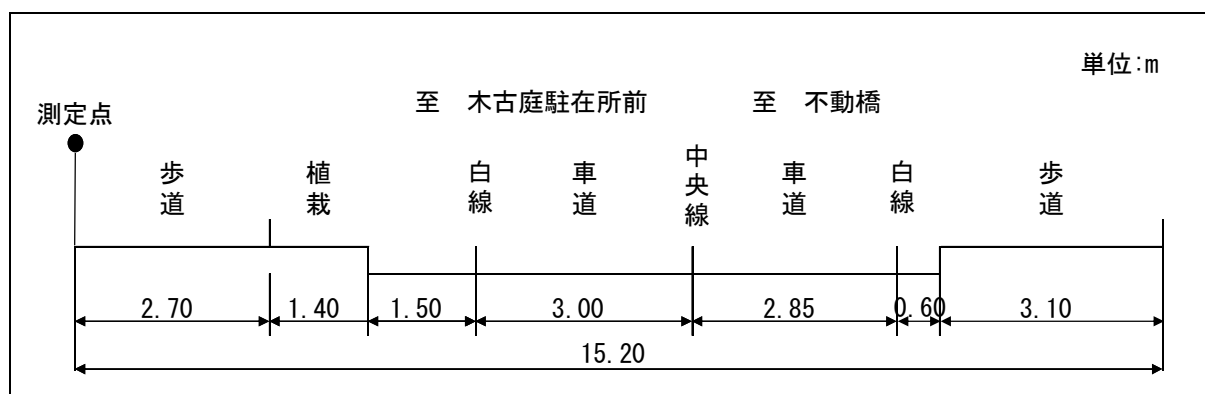 単位:m
至 木古庭駐在所前 至 不動橋
測定点
歩道
植栽
白線
車道
中央線
車道
白線
歩道
2.70 1.40 1.50 3.00 2.85 0.60 3.10
15.20